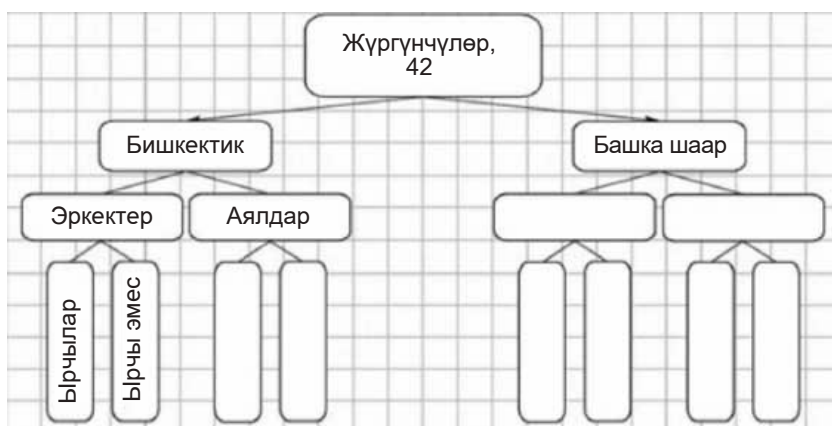 Жүргүнчүлөр,
42
Бишкектик
Башка шаар
Эркектер
Аялдар
Ырчылар
Ырчы эмес